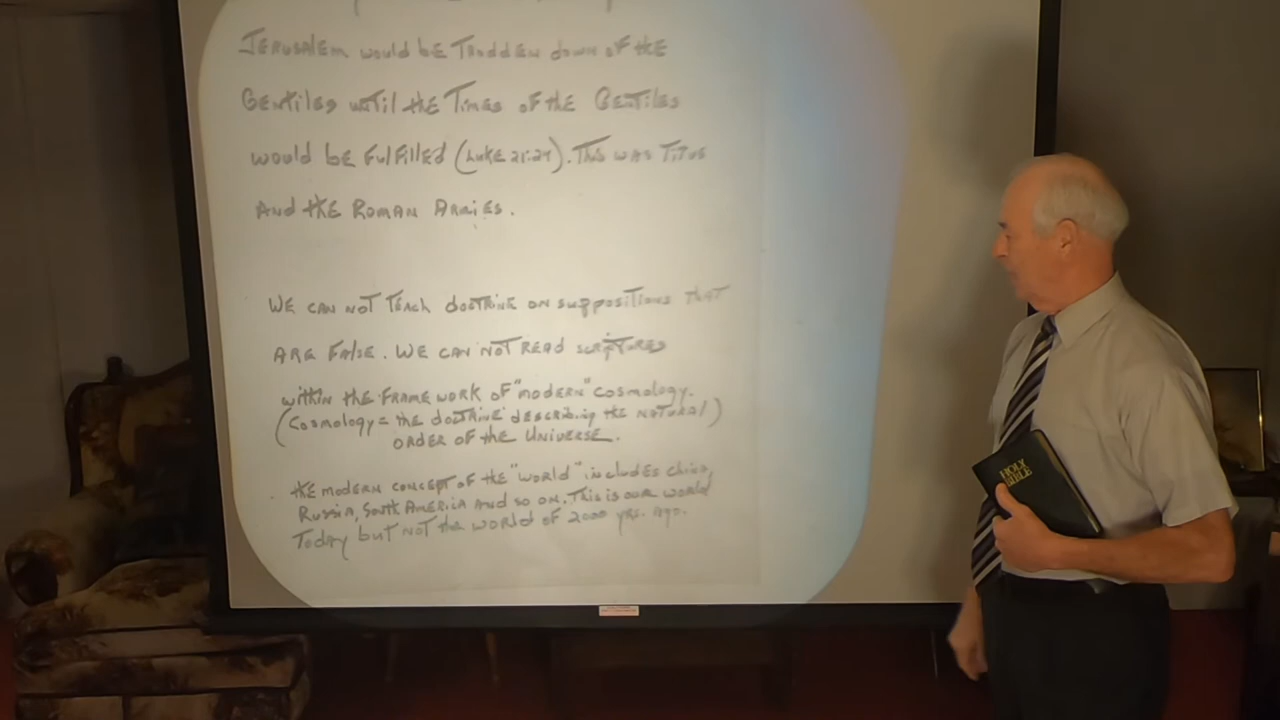 Jerusalem would be Trodden down of the
Gentiles until the Times of the Gentiles
would be fulfilled (Luke 21:24). This was Titus
And the Roman Armies.
We can not teach doctrine on suppositions that
are false. We can not read scriptures
within the framework of "modern" cosmology.
(Cosmology = the doctrine describing the natural)
order of the Universe.
the modern concept of the "world" includes China,
Russia, South America and so on. This is our world
Today but not the world of 2000 yrs. ago.
HOLY
BIBLE